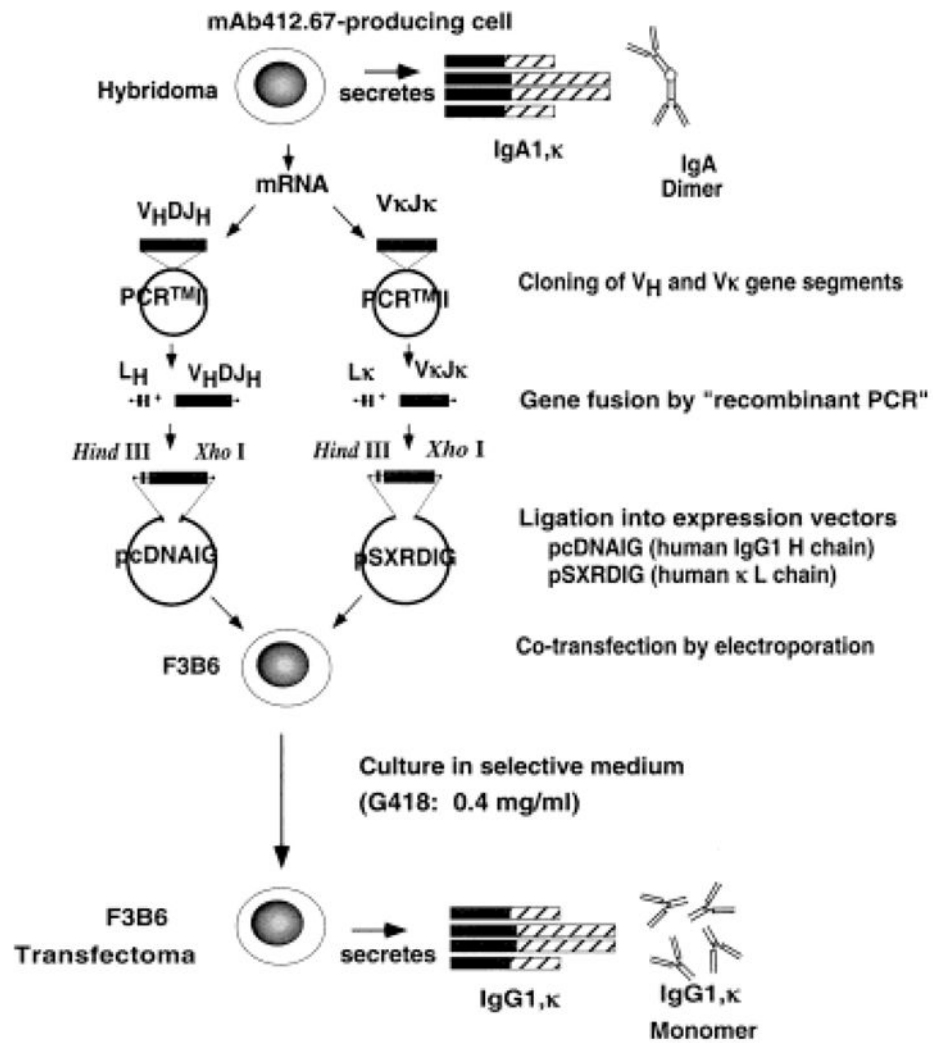 mAb412.67-producing cell
Hybridoma
secretes
IgA1,κ
IgA
Dimer
mRNA
VHDJH
VκJκ
PCR™II
PCR™II
Cloning of VH and Vκ gene segments
LH
VHDJH
Lκ
VκJκ
+
+
Gene fusion by "recombinant PCR"
Hind III
Xho I
Hind III
Xho I
pcDNAIG
pSXRDIG
Ligation into expression vectors
pcDNAIG (human IgG1 H chain)
pSXRDIG (human κ L chain)
F3B6
Co-transfection by electroporation
Culture in selective medium
(G418: 0.4 mg/ml)
F3B6
Transfectoma
secretes
IgG1,κ
IgG1,κ
Monomer